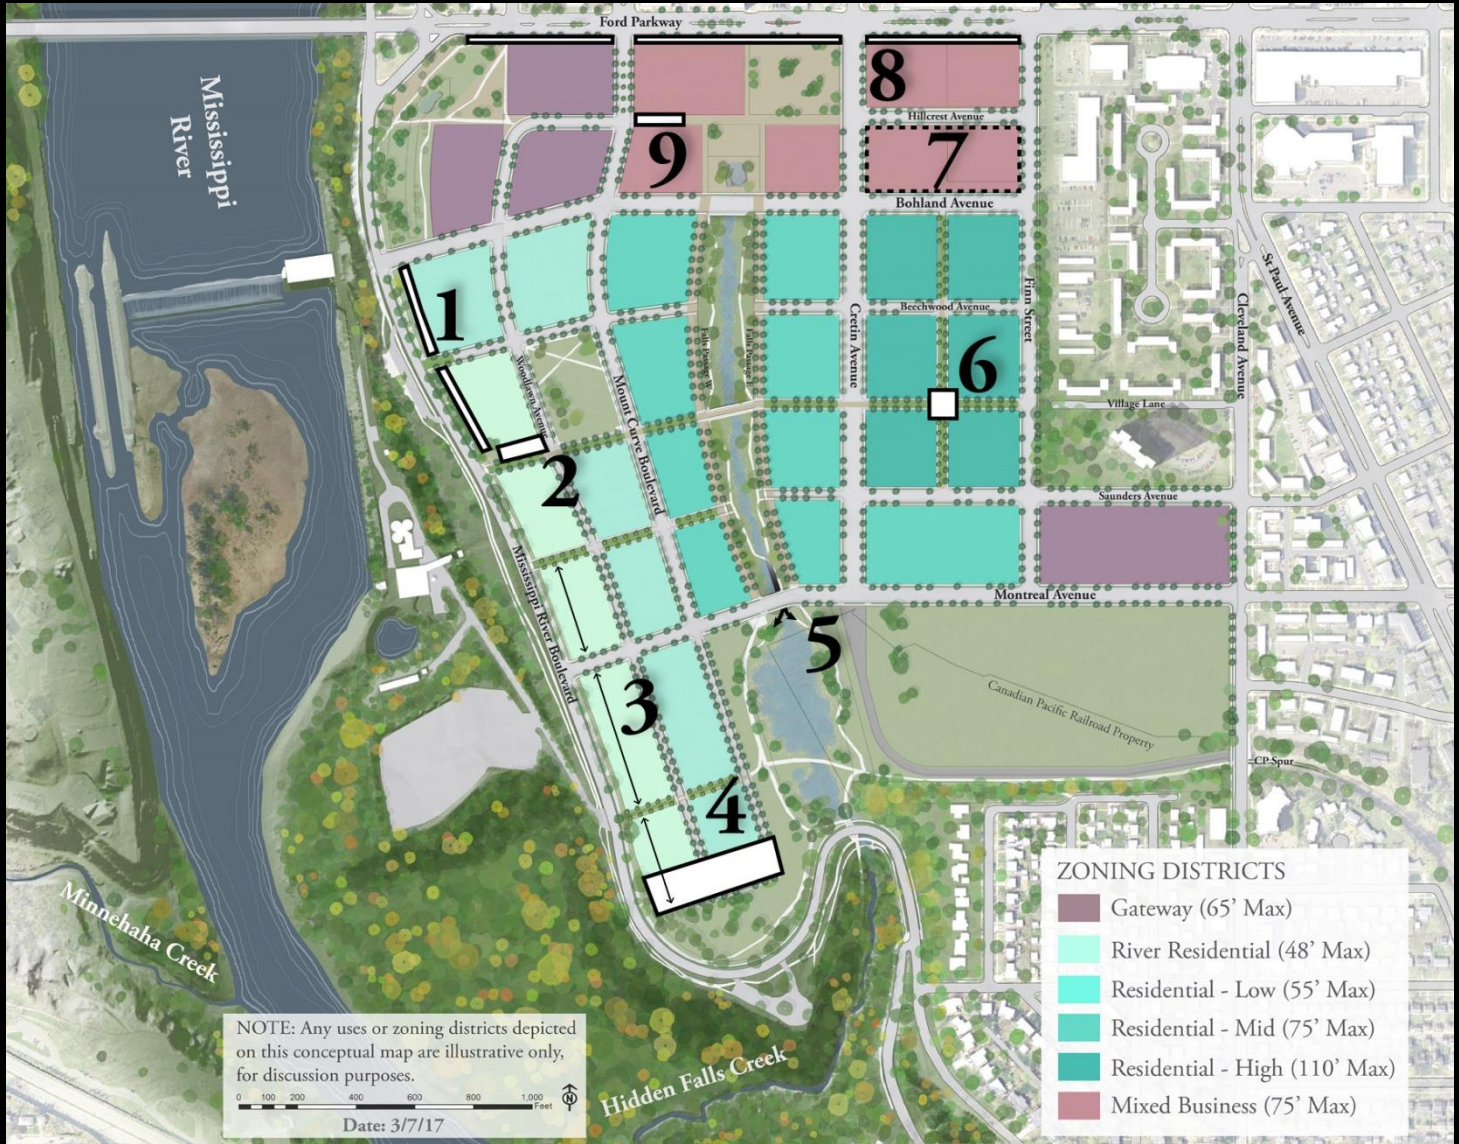 Ford Parkway
Mississippi
River
8
Hillcrest Avenue
9
7
Bohland Avenue
St Paul Avenue
1
Beechwood Avenue
Finn Street
Cleveland Avenue
Cretin Avenue
Falls Passage W
Falls Passage E
6
Woodlawn Avenue
Mount Curve Boulevard
Village Lane
2
Saunders Avenue
Mississippi River Boulevard
Montreal Avenue
5
3
Canadian Pacific Railroad Property
CP Spur
4
Minnehaha Creek
Hidden Falls Creek
ZONING DISTRICTS
Gateway (65' Max)
River Residential (48' Max)
Residential - Low (55' Max)
Residential - Mid (75' Max)
Residential - High (110' Max)
Mixed Business (75' Max)
NOTE: Any uses or zoning districts depicted
on this conceptual map are illustrative only,
for discussion purposes.
0 100 200 400 600 800 1,000
Feet
N
Date: 3/7/17